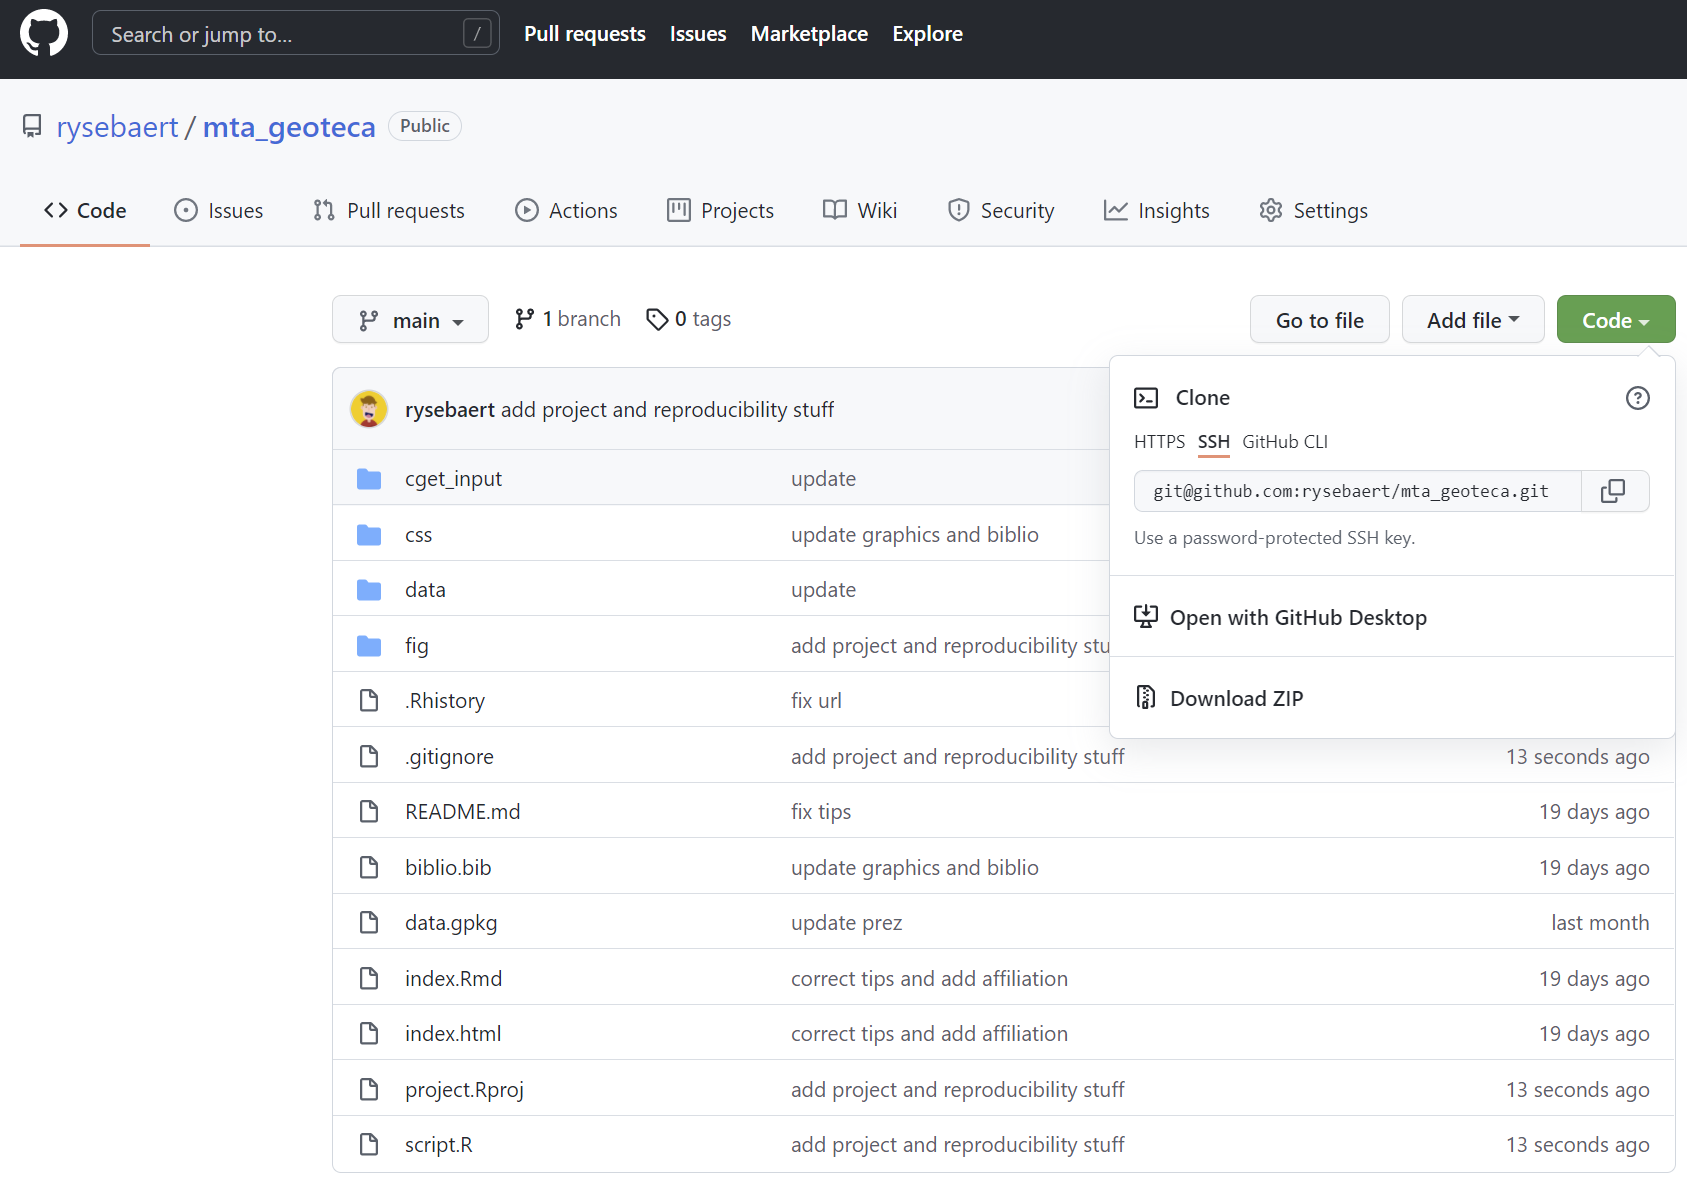 Search or jump to... /
Pull requests Issues Marketplace Explore
rysebaert / mta_geoteca Public
Code Issues Pull requests Actions Projects Wiki Security Insights Settings
main 1 branch 0 tags Go to file Add file Code
rysebaert add project and reproducibility stuff
Clone
HTTPS SSH GitHub CLI
git@github.com:rysebaert/mta_geoteca.git
Use a password-protected SSH key.
Open with GitHub Desktop
Download ZIP
cget_input update
css update graphics and biblio
data update
fig add project and reproducibility stu
.Rhistory fix url
.gitignore add project and reproducibility stuff 13 seconds ago
README.md fix tips 19 days ago
biblio.bib update graphics and biblio 19 days ago
data.gpkg update prez last month
index.Rmd correct tips and add affiliation 19 days ago
index.html correct tips and add affiliation 19 days ago
project.Rproj add project and reproducibility stuff 13 seconds ago
script.R add project and reproducibility stuff 13 seconds ago